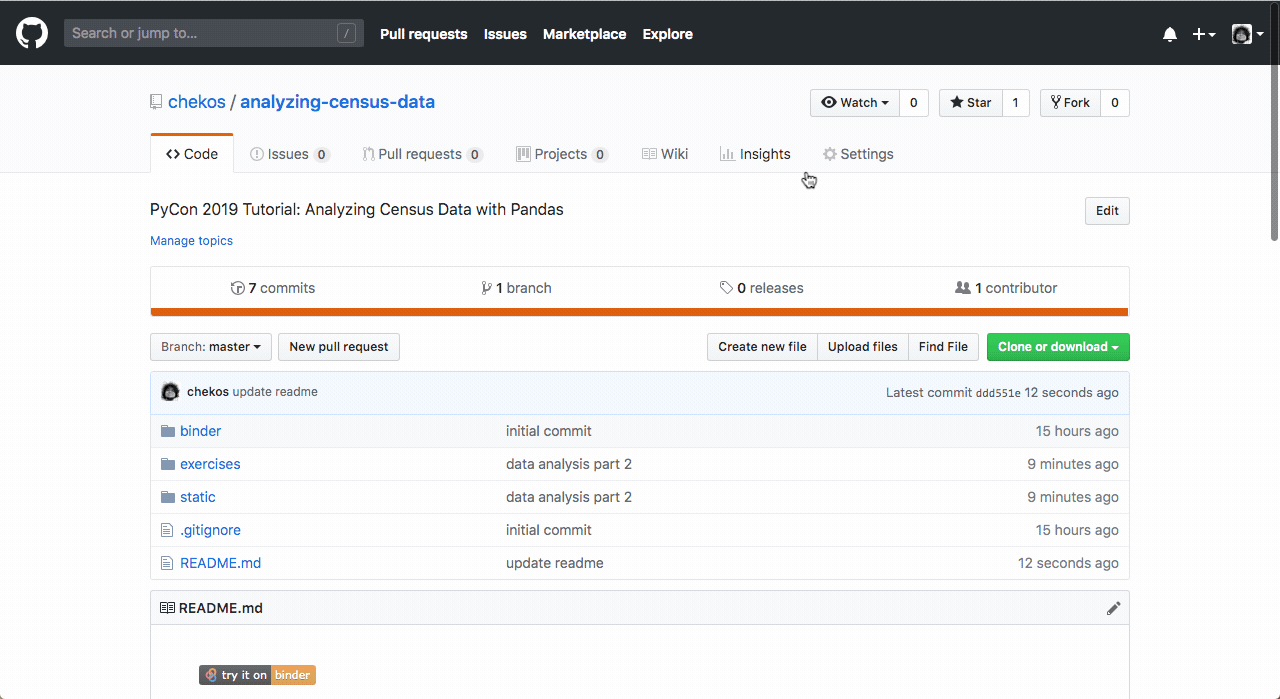 Search or jump to... / Pull requests Issues Marketplace Explore
chekos / analyzing-census-data Watch 0 Star 1 Fork 0
Code Issues 0 Pull requests 0 Projects 0 Wiki Insights Settings
PyCon 2019 Tutorial: Analyzing Census Data with Pandas Edit
Manage topics
7 commits 1 branch 0 releases 1 contributor
Branch: master New pull request Create new file Upload files Find File Clone or download
chekos update readme Latest commit ddd551e 12 seconds ago
binder initial commit 15 hours ago
exercises data analysis part 2 9 minutes ago
static data analysis part 2 9 minutes ago
.gitignore initial commit 15 hours ago
README.md update readme 12 seconds ago
README.md
try it on binder